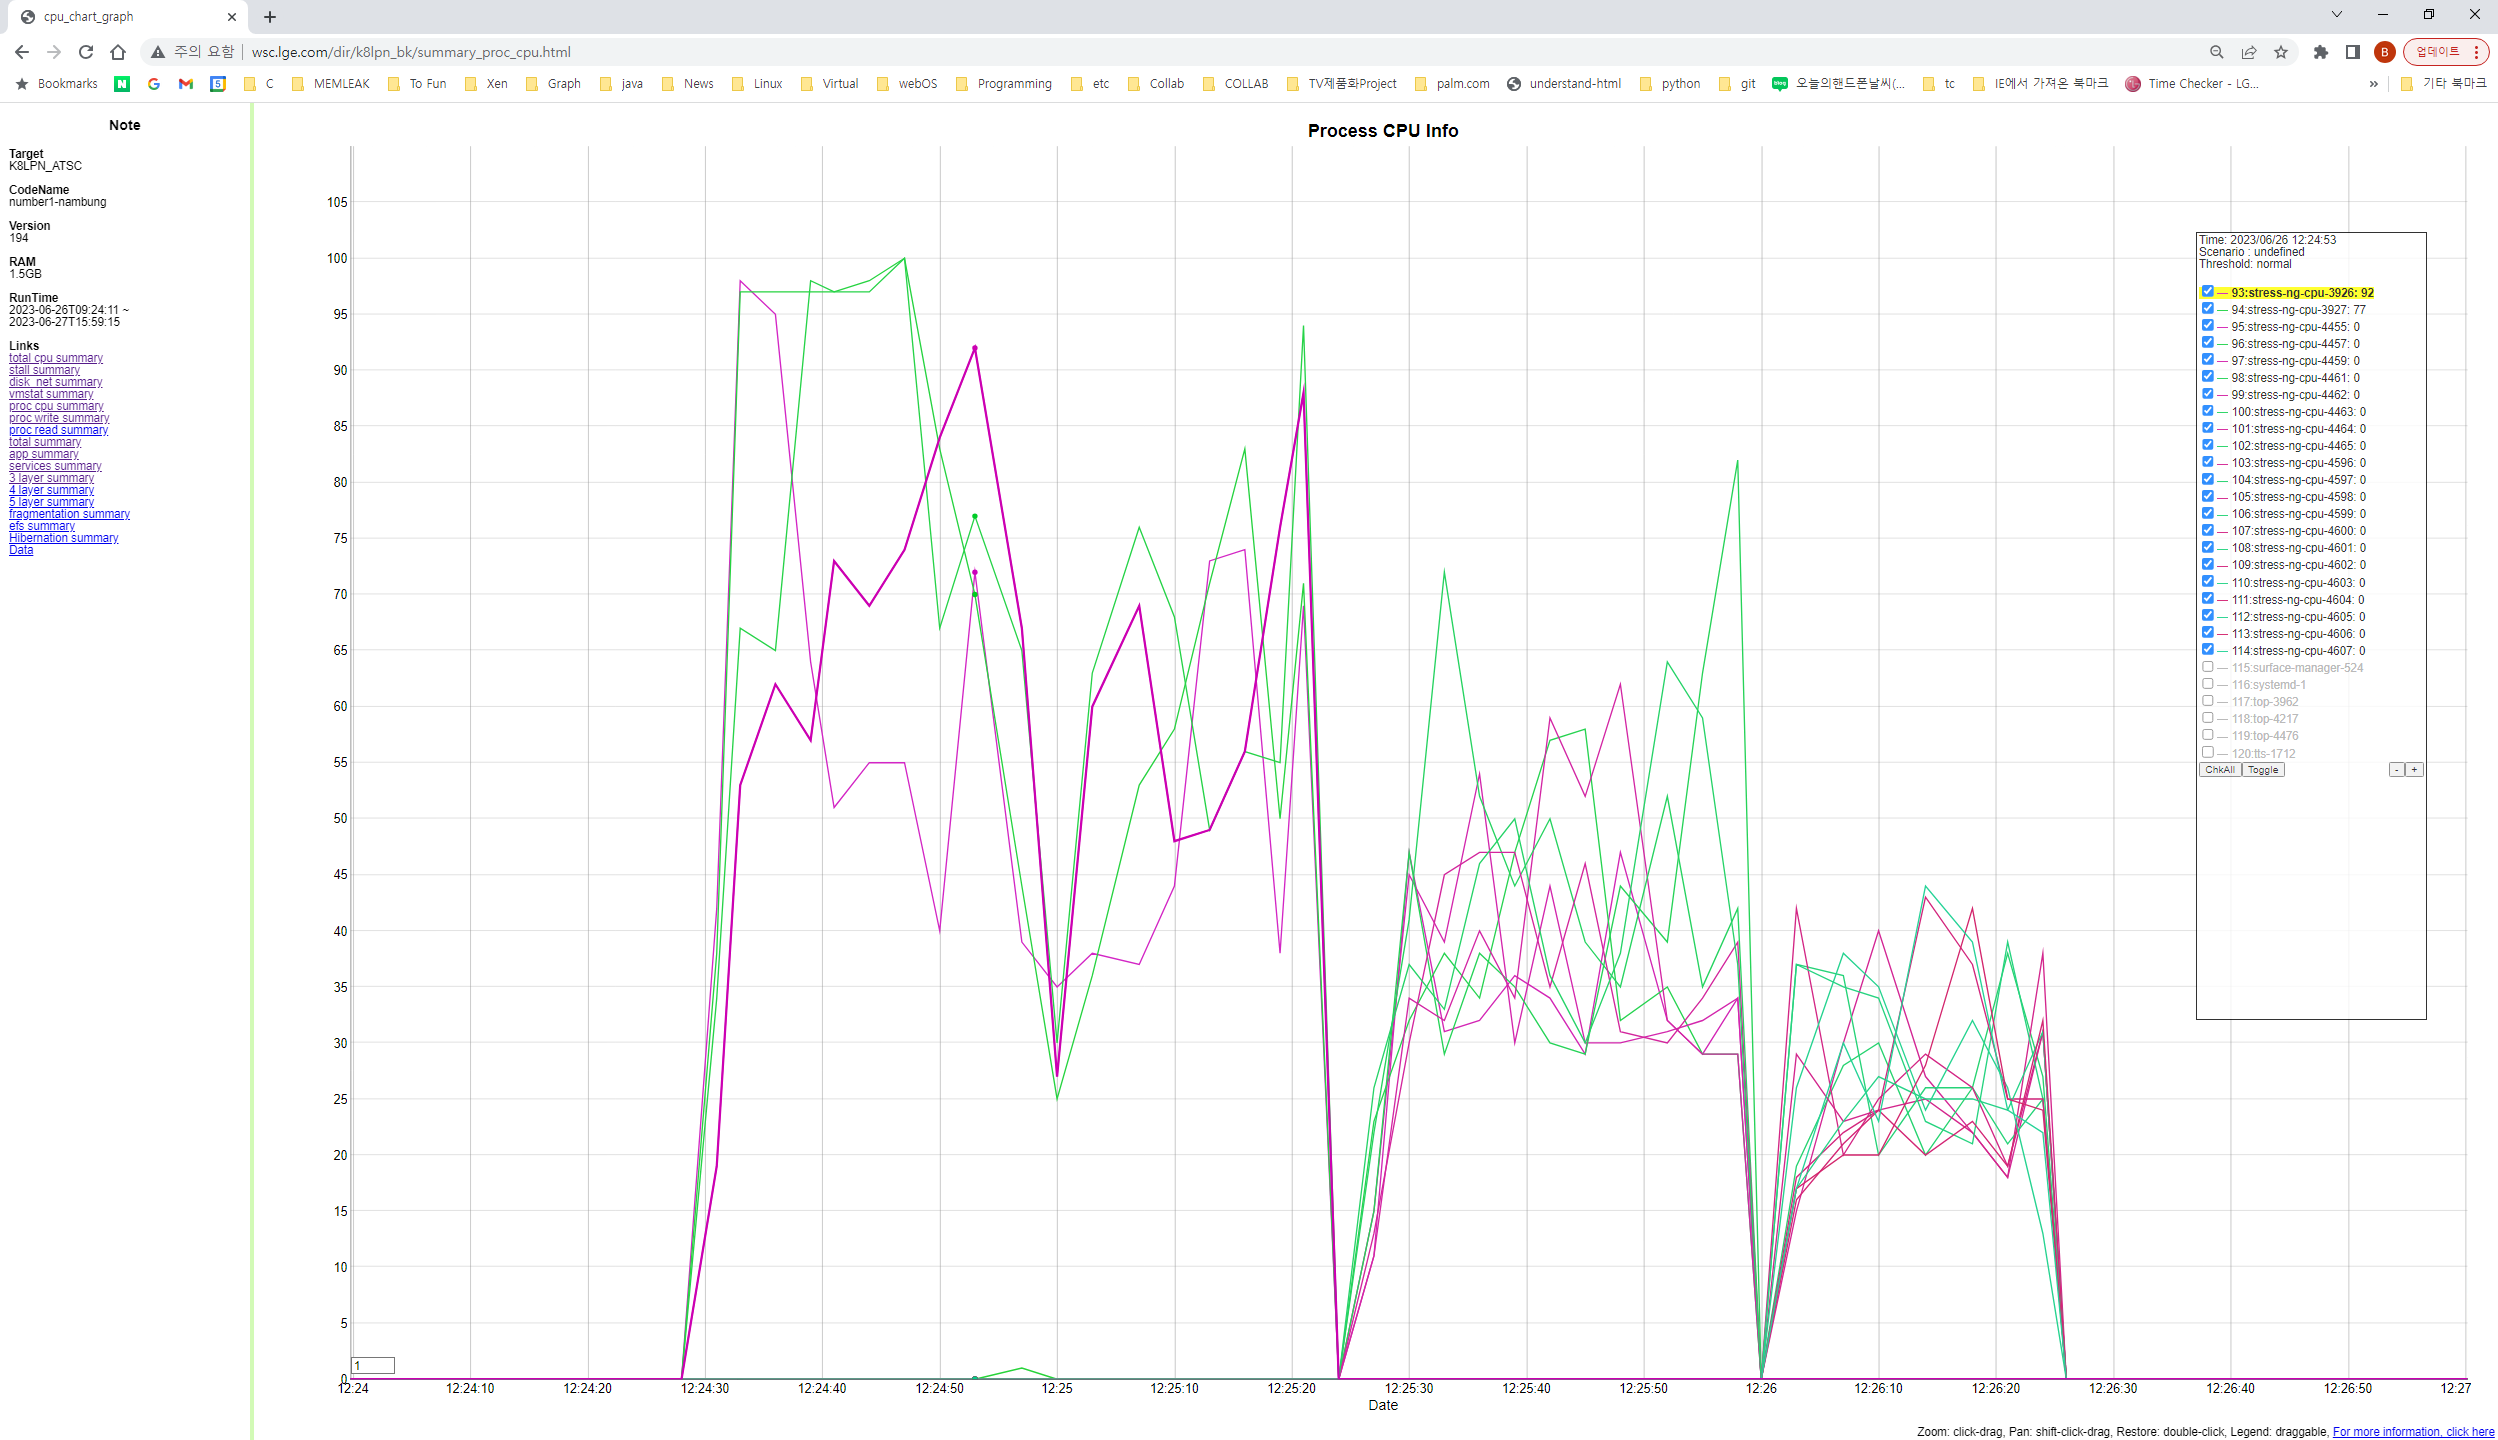 cpu_chart_graph
주의 요함 wsc.lge.com/dir/k8lpn_bk/summary_proc_cpu.html
B
업데이트
Bookmarks N G 5 C MEMLEAK To Fun Xen Graph java News Linux Virtual webOS Programming etc Collab COLLAB TV제품화Project palm.com understand-html python git blog 오늘의핸드폰날씨(... tc IE에서 가져온 북마크 Time Checker - LG... » 기타 북마크
Note
Target
K8LPN_ATSC
CodeName
number1-nambung
Version
194
RAM
1.5GB
RunTime
2023-06-26T09:24:11 ~
2023-06-27T15:59:15
Links
total cpu summary
stall summary
disk_net summary
vmstat summary
proc cpu summary
proc write summary
proc read summary
total summary
app summary
services summary
3 layer summary
4 layer summary
5 layer summary
fragmentation summary
efs summary
Hibernation summary
Data
Process CPU Info
105
100
95
90
85
80
75
70
65
60
55
50
45
40
35
30
25
20
15
10
5
0
1
12:24 12:24:10 12:24:20 12:24:30 12:24:40 12:24:50 12:25 12:25:10 12:25:20 12:25:30 12:25:40 12:25:50 12:26 12:26:10 12:26:20 12:26:30 12:26:40 12:26:50 12:27
Date
Time: 2023/06/26 12:24:53
Scenario : undefined
Threshold: normal
93:stress-ng-cpu-3926: 92
94:stress-ng-cpu-3927: 77
95:stress-ng-cpu-4455: 0
96:stress-ng-cpu-4457: 0
97:stress-ng-cpu-4459: 0
98:stress-ng-cpu-4461: 0
99:stress-ng-cpu-4462: 0
100:stress-ng-cpu-4463: 0
101:stress-ng-cpu-4464: 0
102:stress-ng-cpu-4465: 0
103:stress-ng-cpu-4596: 0
104:stress-ng-cpu-4597: 0
105:stress-ng-cpu-4598: 0
106:stress-ng-cpu-4599: 0
107:stress-ng-cpu-4600: 0
108:stress-ng-cpu-4601: 0
109:stress-ng-cpu-4602: 0
110:stress-ng-cpu-4603: 0
111:stress-ng-cpu-4604: 0
112:stress-ng-cpu-4605: 0
113:stress-ng-cpu-4606: 0
114:stress-ng-cpu-4607: 0
115:surface-manager-524
116:systemd-1
117:top-3962
118:top-4217
119:top-4476
120:tts-1712
ChkAll Toggle - +
Zoom: click-drag, Pan: shift-click-drag, Restore: double-click, Legend: draggable, For more information, click here